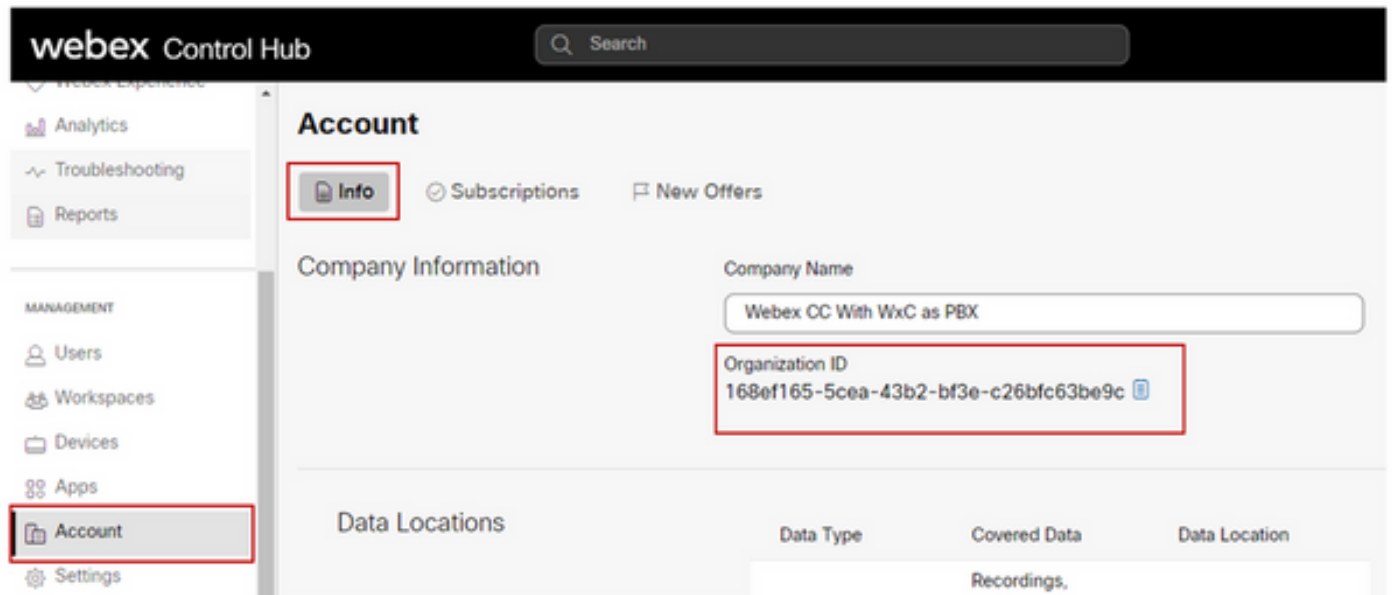 webex Control Hub
Search
Webex Experience
Analytics
Troubleshooting
Reports
MANAGEMENT
Users
Workspaces
Devices
Apps
Account
Settings
Account
Info
Subscriptions
New Offers
Company Information
Company Name
Webex CC With WxC as PBX
Organization ID
168ef165-5cea-43b2-bf3e-c26bfc63be9c
Data Locations
Data Type
Covered Data
Data Location
Recordings,